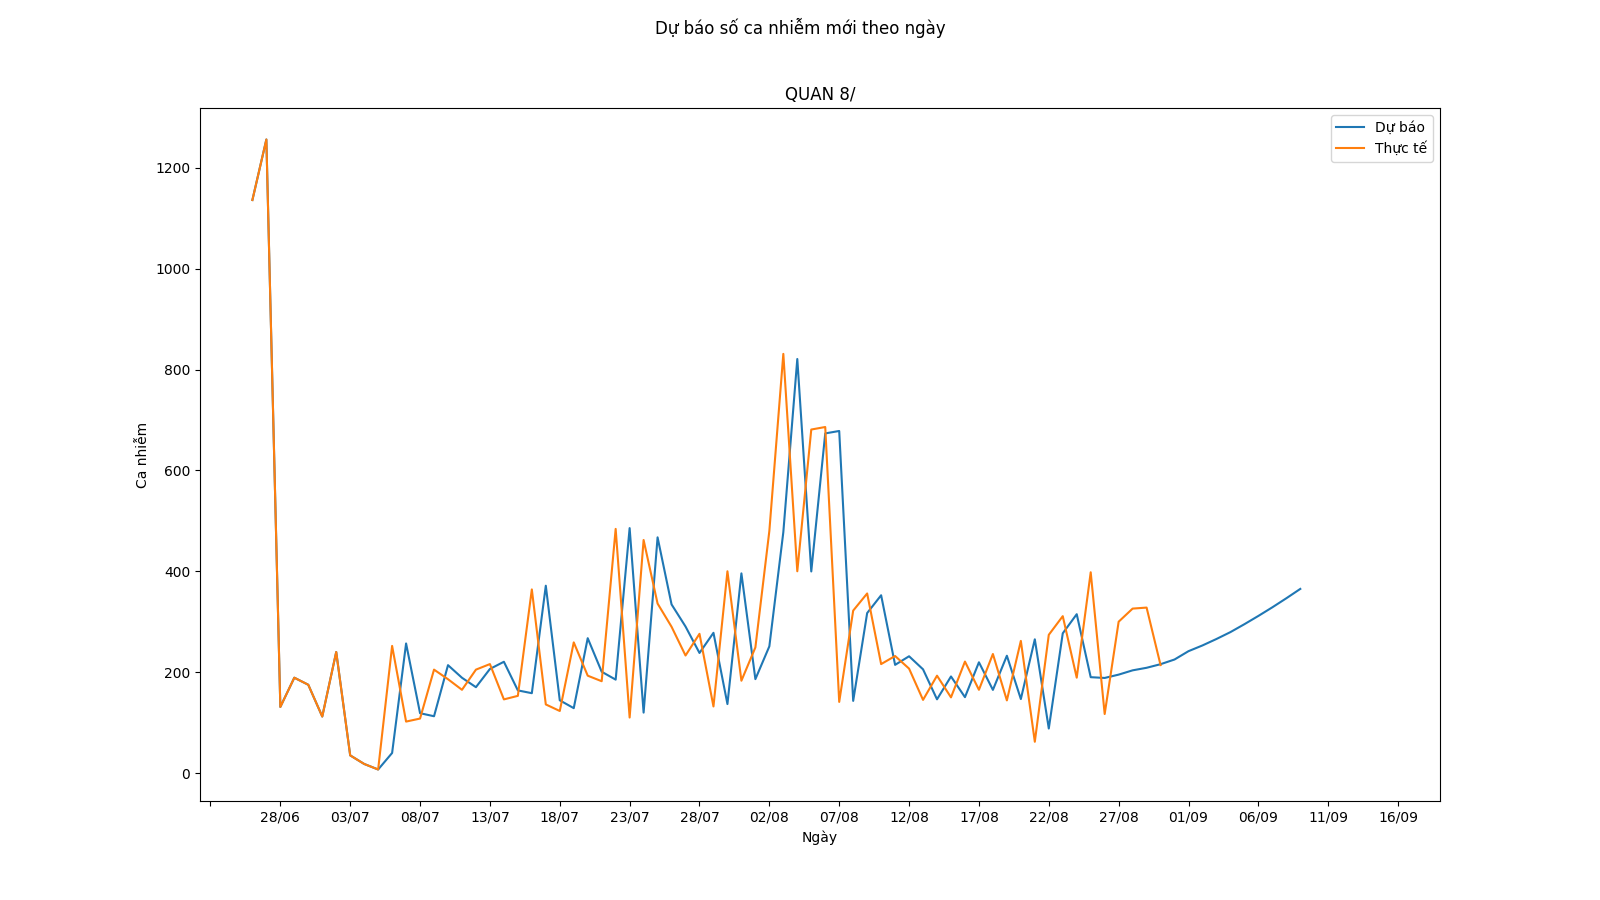 Dự báo số ca nhiễm mới theo ngày
QUAN 8/
Dự báo
Thực tế
1200
1000
800
600
400
200
0
Ca nhiễm
28/06 03/07 08/07 13/07 18/07 23/07 28/07 02/08 07/08 12/08 17/08 22/08 27/08 01/09 06/09 11/09 16/09
Ngày